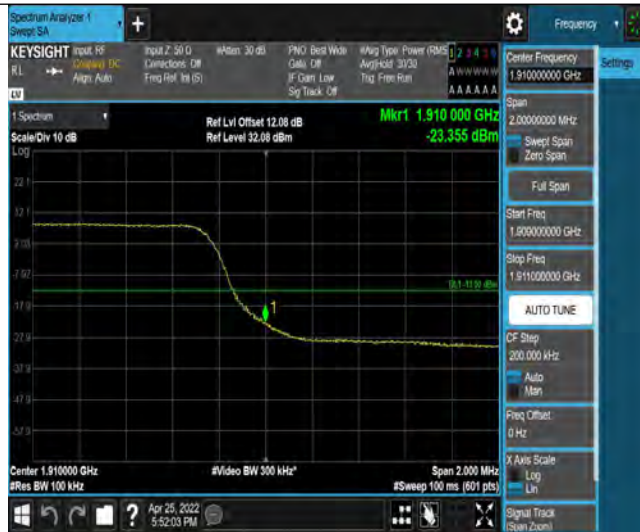 Spectrum Analyzer 1
Swept SA
+
Frequency
KEYSIGHT
Input: RF
Coupling: DC
Align: Auto
Input Z: 50 Ω
Corrections: Off
Freq Ref: Int (S)
#Atten: 30 dB
PNO: Best Wide
Gate: Off
IF Gain: Low
Sig Track: Off
#Avg Type: Power (RMS
Avg|Hold: 30/30
Trig: Free Run
1 2 3 4 5 6
A W W W W W
A A A A A A
RL
LV
1 Spectrum
Scale/Div 10 dB
Log
Ref Lvl Offset 12.08 dB
Ref Level 32.08 dBm
Mkr1 1.910 000 GHz
-23.355 dBm
22.1
12.1
2.08
-7.92
-17.9
-27.9
-37.9
-47.9
-57.9
DL1 -13.00 dBm
1
Center 1.910000 GHz
#Res BW 100 kHz
#Video BW 300 kHz*
Span 2.000 MHz
#Sweep 100 ms (601 pts)
?
Apr 25, 2022
5:52:03 PM
Center Frequency
1.910000000 GHz
Settings
Span
2.00000000 MHz
Swept Span
Zero Span
Full Span
Start Freq
1.909000000 GHz
Stop Freq
1.911000000 GHz
AUTO TUNE
CF Step
200.000 kHz
Auto
Man
Freq Offset
0 Hz
X Axis Scale
Log
Lin
Signal Track
(Span Zoom)